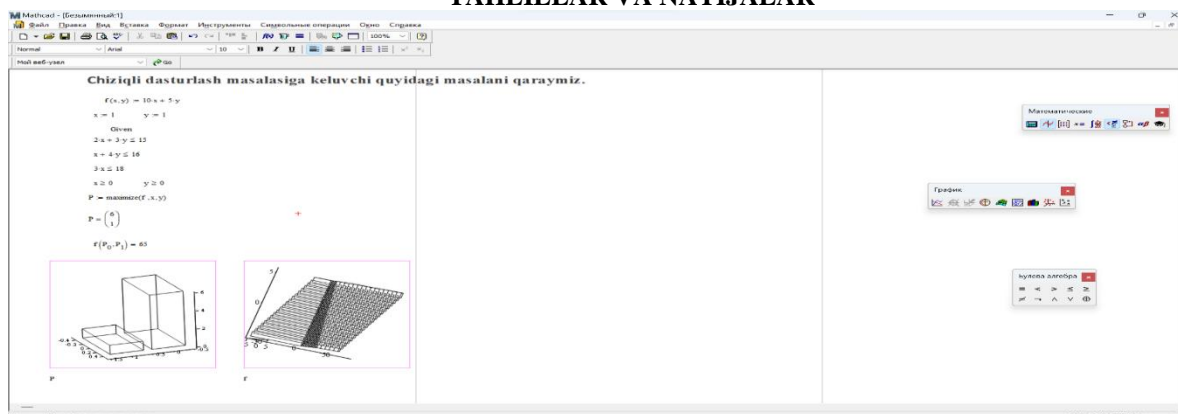 TAHLILLAR VA NATIJALAR
Mathcad - [Безымянный:1]
Файл Правка Вид Вставка Формат Инструменты Символьные операции Окно Справка
100%
Normal Arial 10 B I U
Мой веб-узел Go
Chiziqli dasturlash masalasiga keluvchi quyidagi masalani qaraymiz.
f(x,y) := 10·x + 5·y
x := 1 y := 1
Given
2·x + 3·y ≤ 15
x + 4·y ≤ 16
3·x ≤ 18
x ≥ 0 y ≥ 0
P := maximize(f,x,y)
P = (6 1)
f(P0,P1) = 65
P f
Математические
График
Булева алгебра
= < > ≤ ≥
≠ ¬ ∧ ∨ ⊕